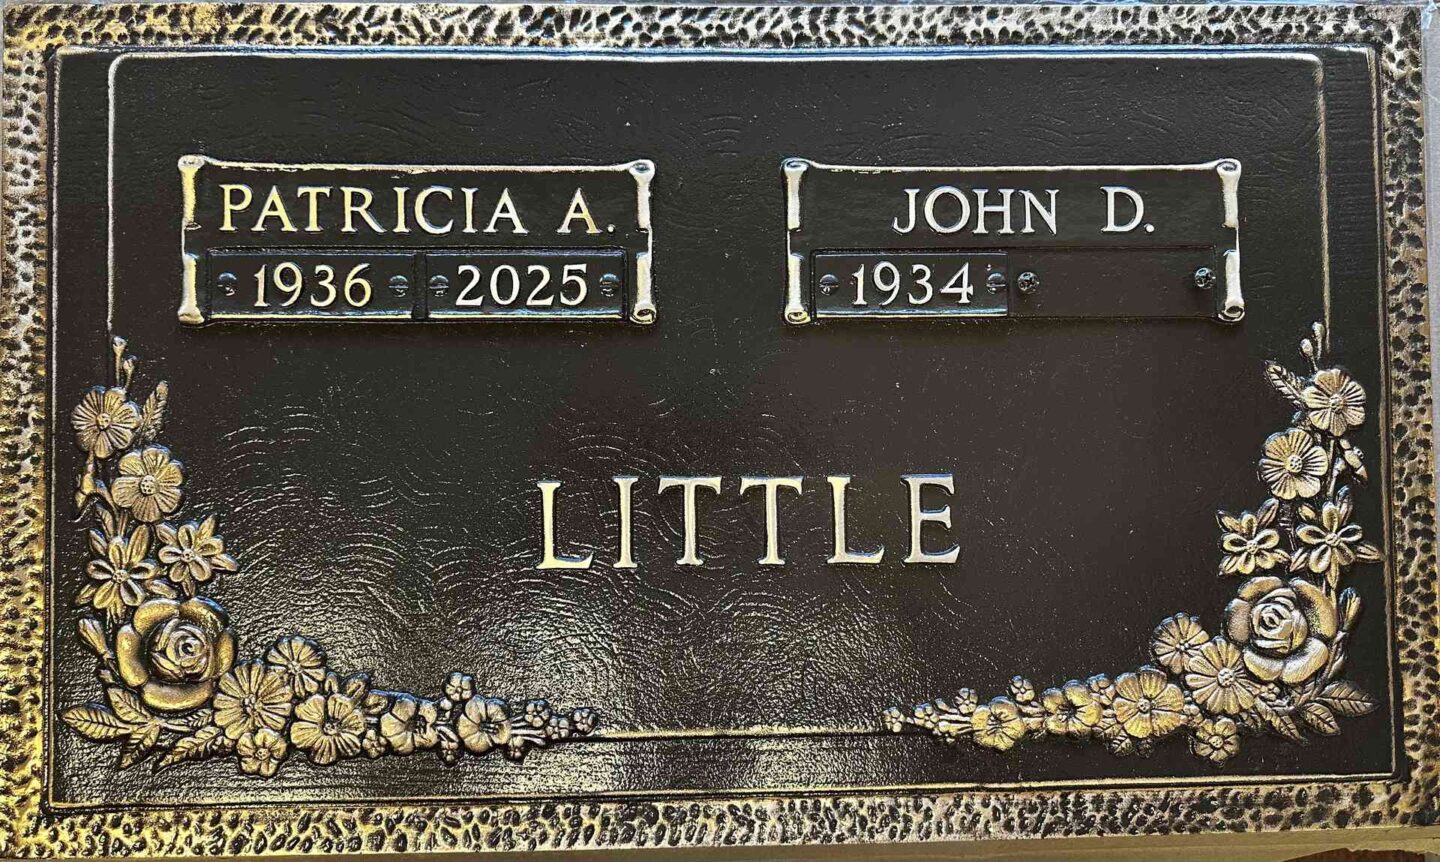 PATRICIA A.
1936 2025
JOHN D.
1934
LITTLE